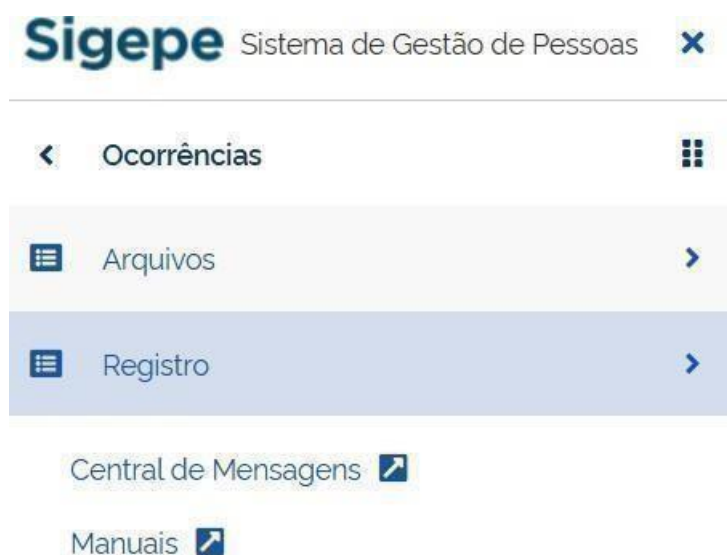 Sigepe Sistema de Gestão de Pessoas
Ocorrências
Arquivos
Registro
Central de Mensagens
Manuais